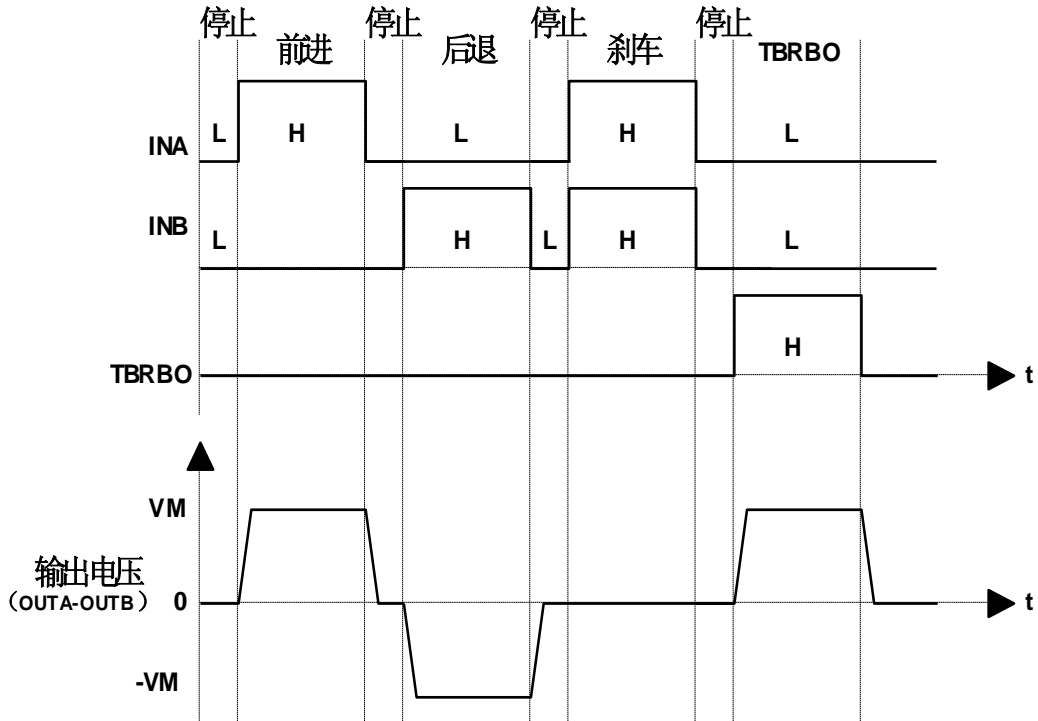 停止 停止 停止 停止
前进 后退 刹车 TBRBO
INA L H L H L
INB L H L H L
TBRBO H t
VM
输出电压
（OUTA-OUTB） 0 t
-VM